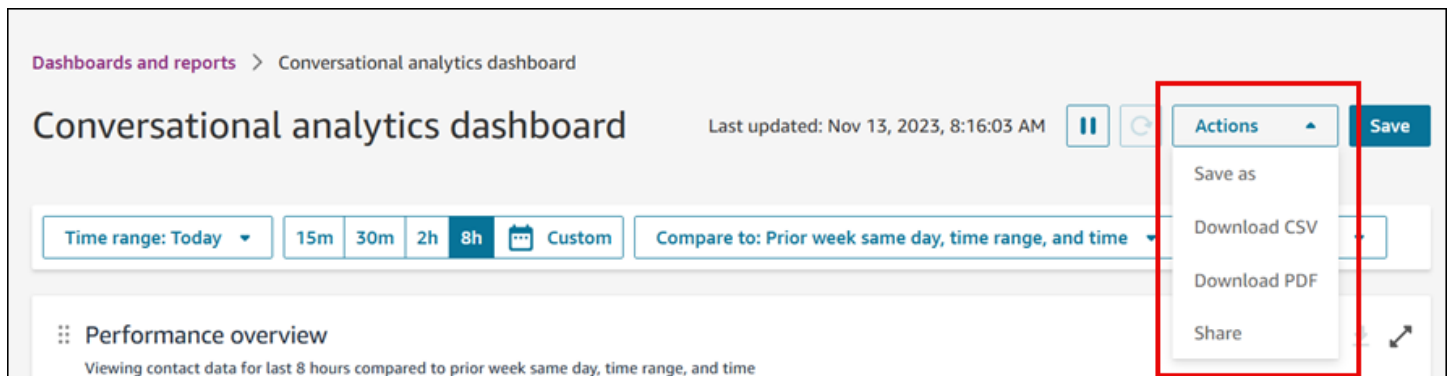 Dashboards and reports > Conversational analytics dashboard
Conversational analytics dashboard
Last updated: Nov 13, 2023, 8:16:03 AM
Actions
Save
Save as
Download CSV
Download PDF
Share
Time range: Today
15m
30m
2h
8h
Custom
Compare to: Prior week same day, time range, and time
Performance overview
Viewing contact data for last 8 hours compared to prior week same day, time range, and time